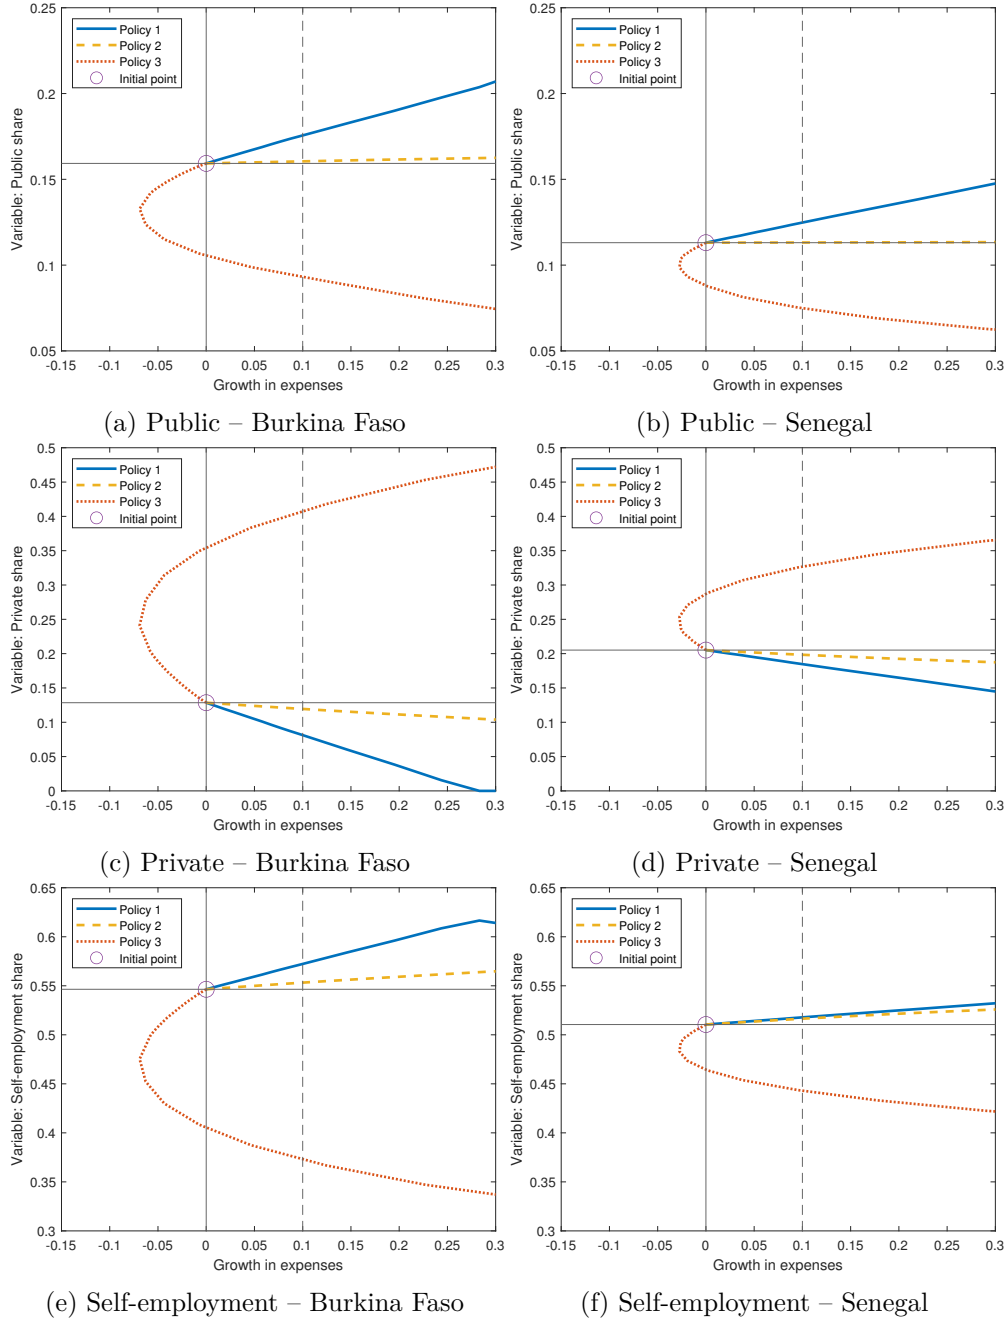 0.25
0.2
0.15
0.1
0.05
Variable: Public share
Policy 1
Policy 2
Policy 3
Initial point
-0.15 -0.1 -0.05 0 0.05 0.1 0.15 0.2 0.25 0.3
Growth in expenses
(a) Public – Burkina Faso
0.25
0.2
0.15
0.1
0.05
Variable: Public share
Policy 1
Policy 2
Policy 3
Initial point
-0.15 -0.1 -0.05 0 0.05 0.1 0.15 0.2 0.25 0.3
Growth in expenses
(b) Public – Senegal
0.5
0.45
0.4
0.35
0.3
0.25
0.2
0.15
0.1
0.05
0
Variable: Private share
Policy 1
Policy 2
Policy 3
Initial point
-0.15 -0.1 -0.05 0 0.05 0.1 0.15 0.2 0.25 0.3
Growth in expenses
(c) Private – Burkina Faso
0.5
0.45
0.4
0.35
0.3
0.25
0.2
0.15
0.1
0.05
0
Variable: Private share
Policy 1
Policy 2
Policy 3
Initial point
-0.15 -0.1 -0.05 0 0.05 0.1 0.15 0.2 0.25 0.3
Growth in expenses
(d) Private – Senegal
0.65
0.6
0.55
0.5
0.45
0.4
0.35
0.3
Variable: Self-employment share
Policy 1
Policy 2
Policy 3
Initial point
-0.15 -0.1 -0.05 0 0.05 0.1 0.15 0.2 0.25 0.3
Growth in expenses
(e) Self-employment – Burkina Faso
0.65
0.6
0.55
0.5
0.45
0.4
0.35
0.3
Variable: Self-employment share
Policy 1
Policy 2
Policy 3
Initial point
-0.15 -0.1 -0.05 0 0.05 0.1 0.15 0.2 0.25 0.3
Growth in expenses
(f) Self-employment – Senegal